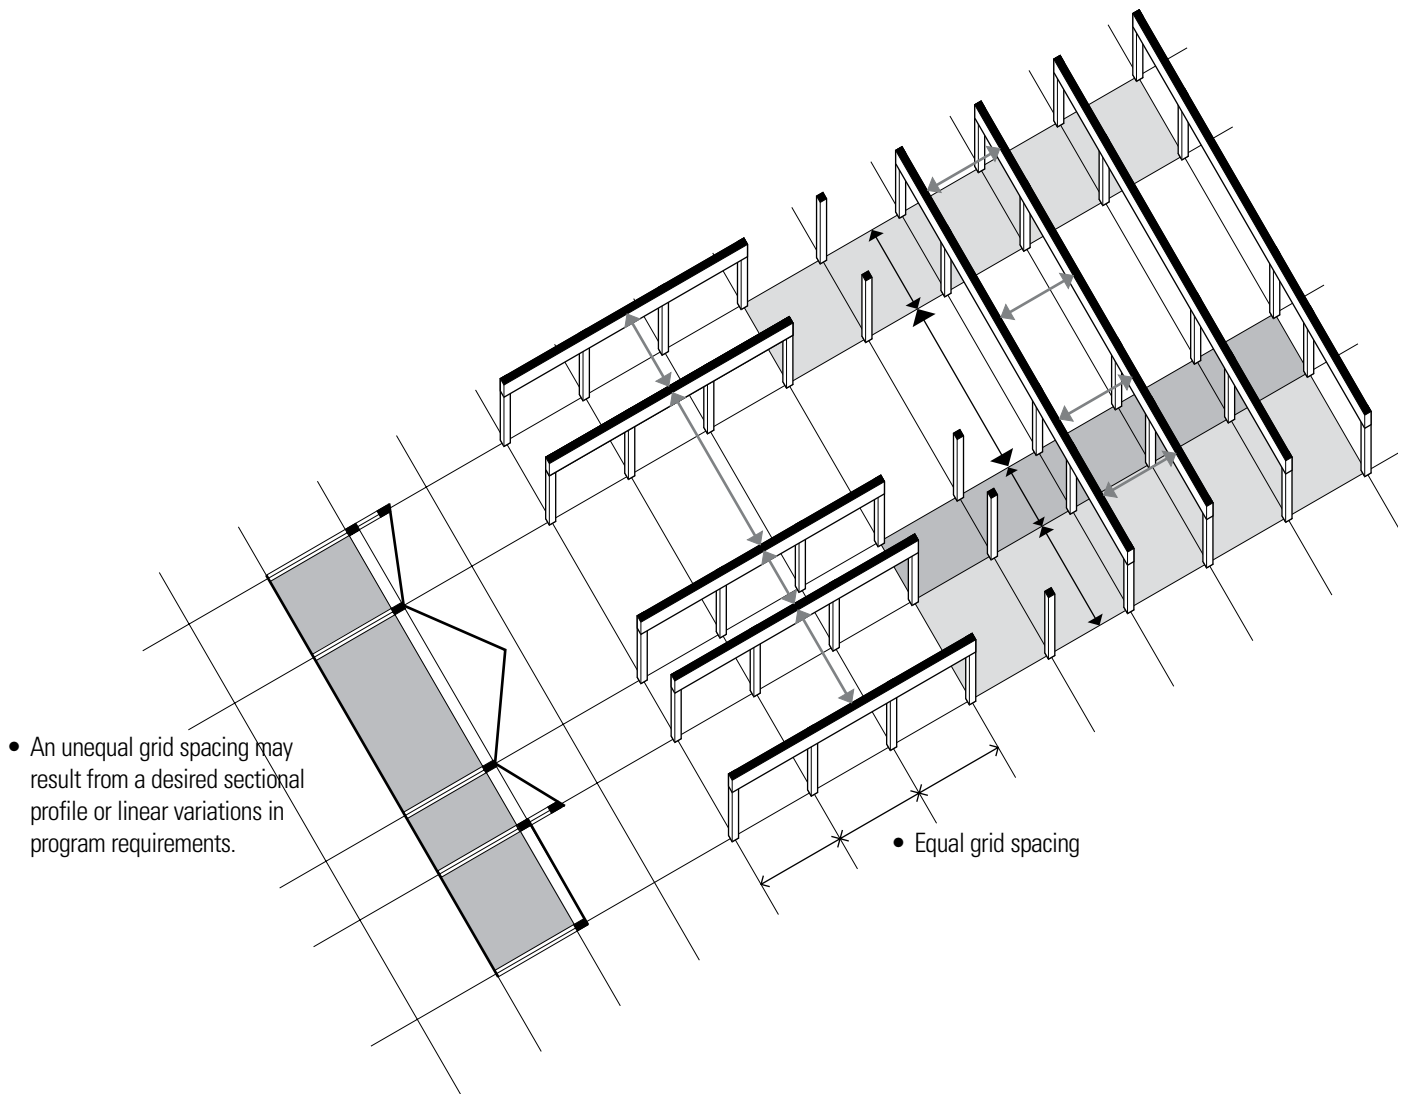 • An unequal grid spacing may
result from a desired sectional
profile or linear variations in
program requirements.
• Equal grid spacing